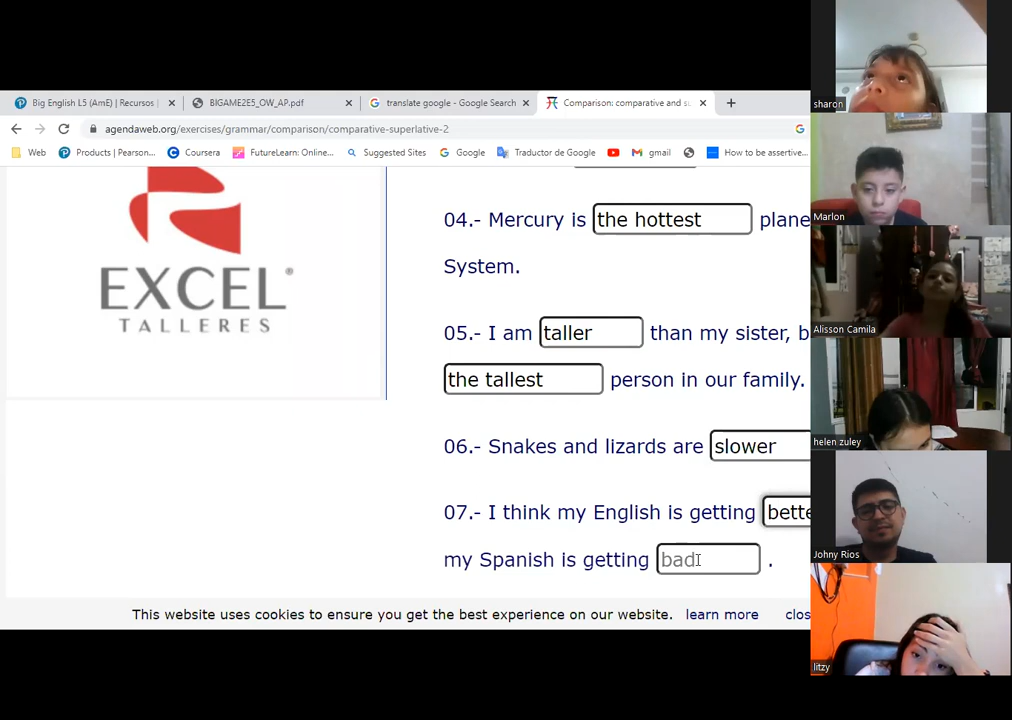 Big English L5 (AmE) | Recursos
BIGAME2E5_OW_AP.pdf
translate google - Google Search
Comparison: comparative and su
agendaweb.org/exercises/grammar/comparison/comparative-superlative-2
Web
Products | Pearson...
Coursera
FutureLearn: Online...
Suggested Sites
Google
Traductor de Google
gmail
How to be assertive...
EXCEL®
TALLERES
04.- Mercury is the hottest plane
System.
05.- I am taller than my sister, b
the tallest person in our family.
06.- Snakes and lizards are slower
07.- I think my English is getting bette
my Spanish is getting bad .
This website uses cookies to ensure you get the best experience on our website. learn more clos
sharon
Marlon
Alisson Camila
helen zuley
Johny Rios
litzy